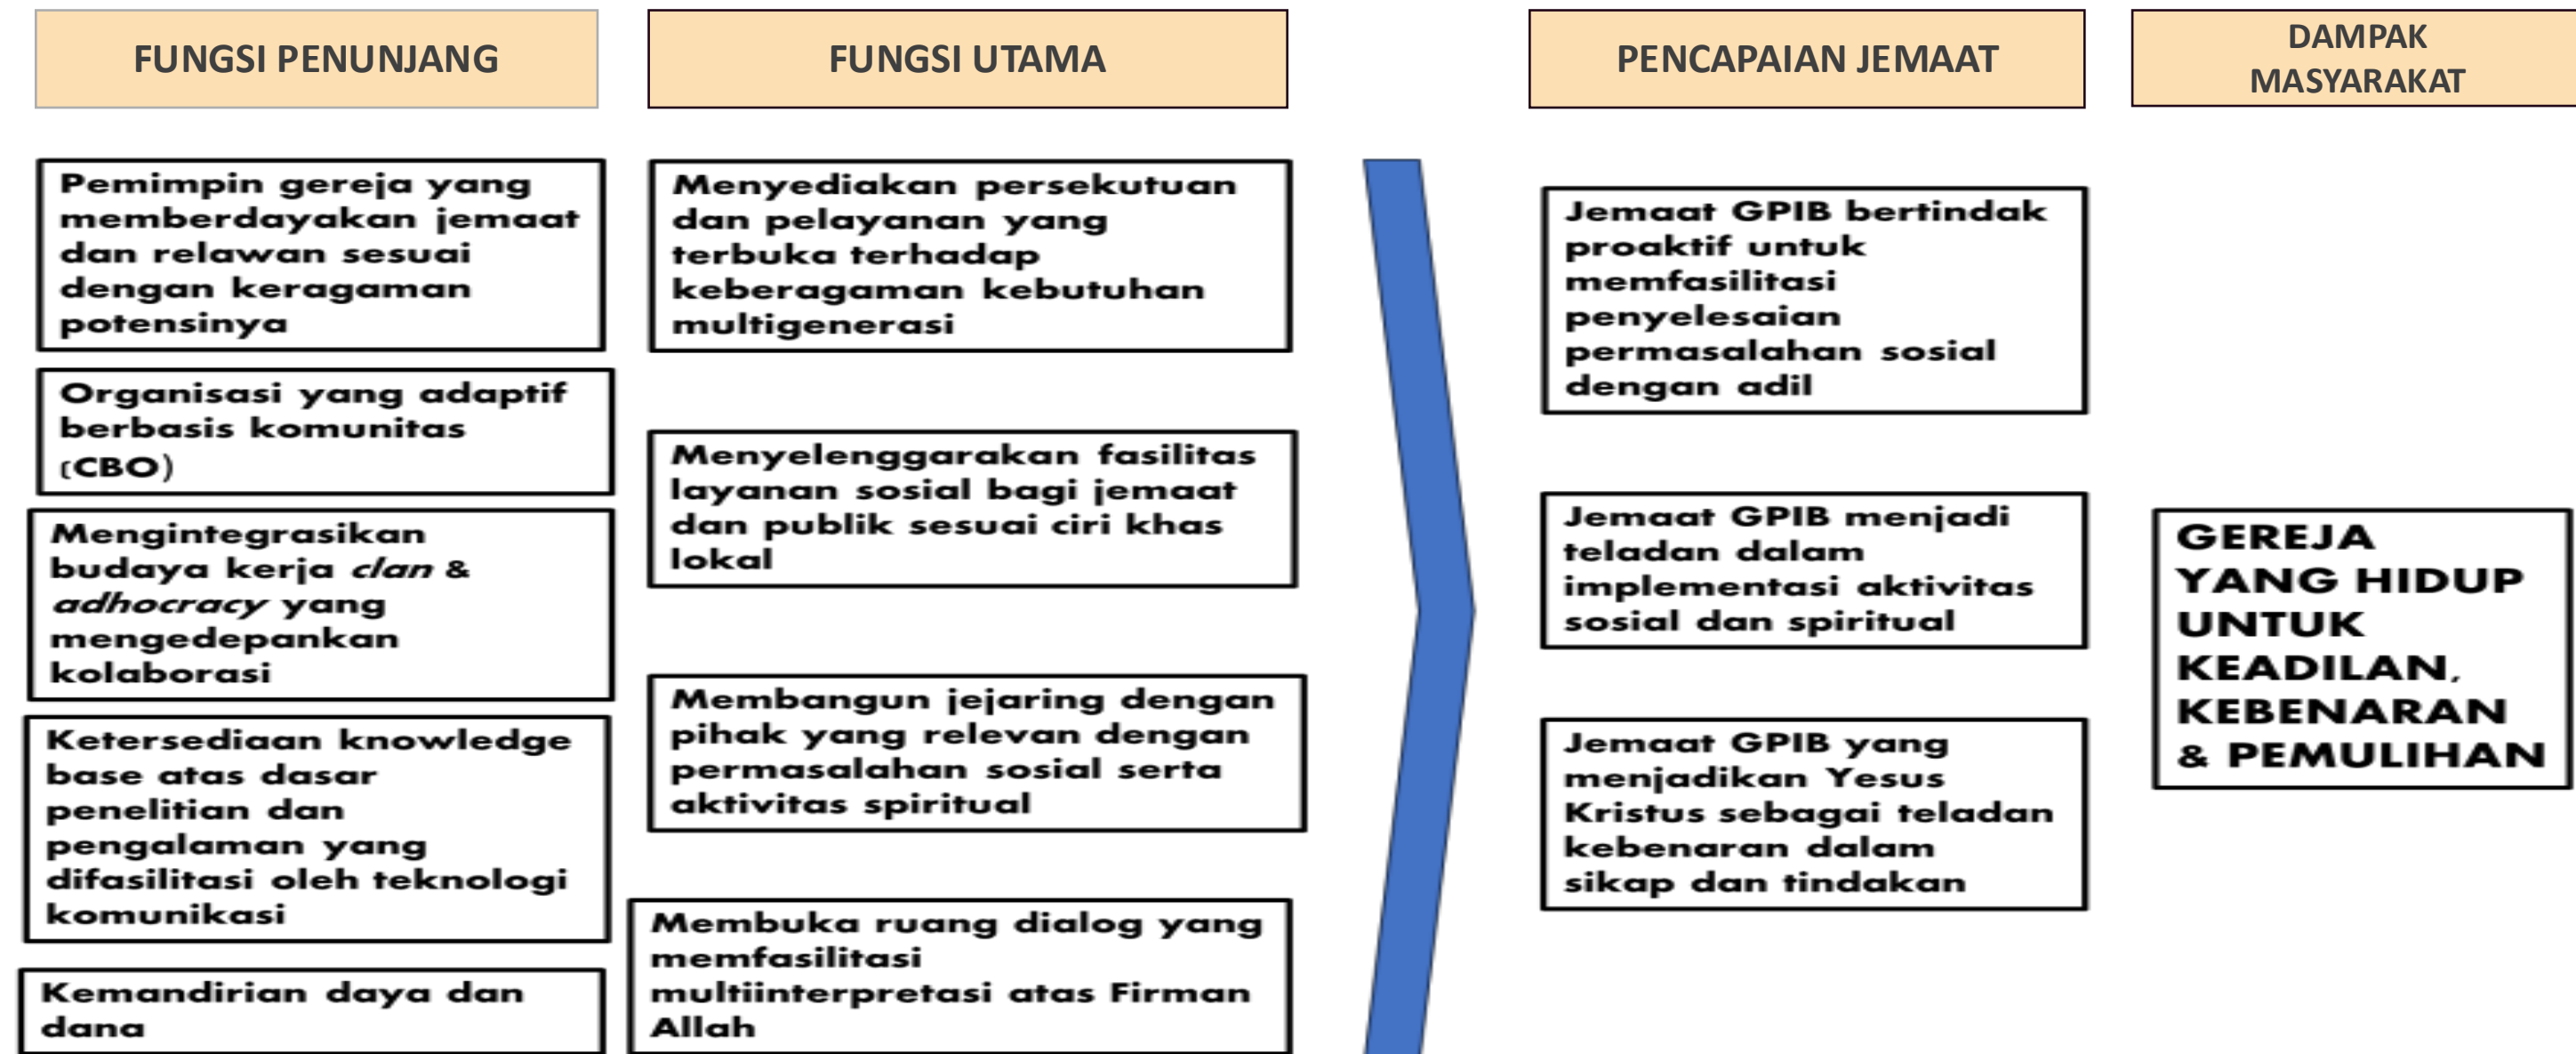 FUNGSI PENUNJANG
Pemimpin gereja yang
memberdayakan jemaat
dan relawan sesuai
dengan keragaman
potensinya
Organisasi yang adaptif
berbasis komunitas
(CBO)
Mengintegrasikan
budaya kerja clan &
adhocracy yang
mengedepankan
kolaborasi
Ketersediaan knowledge
base atas dasar
penelitian dan
pengalaman yang
difasilitasi oleh teknologi
komunikasi
Kemandirian daya dan
dana
FUNGSI UTAMA
Menyediakan persekutuan
dan pelayanan yang
terbuka terhadap
keberagaman kebutuhan
multigenerasi
Menyelenggarakan fasilitas
layanan sosial bagi jemaat
dan publik sesuai ciri khas
lokal
Membangun jejaring dengan
pihak yang relevan dengan
permasalahan sosial serta
aktivitas spiritual
Membuka ruang dialog yang
memfasilitasi
multiinterpretasi atas Firman
Allah
PENCAPAIAN JEMAAT
Jemaat GPIB bertindak
proaktif untuk
memfasilitasi
penyelesaian
permasalahan sosial
dengan adil
Jemaat GPIB menjadi
teladan dalam
implementasi aktivitas
sosial dan spiritual
Jemaat GPIB yang
menjadikan Yesus
Kristus sebagai teladan
kebenaran dalam
sikap dan tindakan
DAMPAK
MASYARAKAT
GEREJA
YANG HIDUP
UNTUK
KEADILAN,
KEBENARAN
& PEMULIHAN